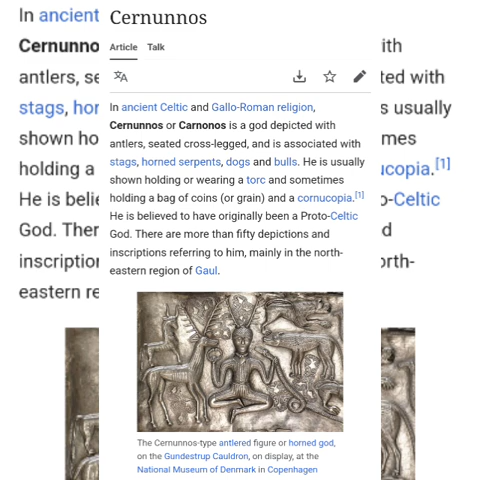 Cernunnos
Article Talk
In ancient Celtic and Gallo-Roman religion,
Cernunnos or Carnonos is a god depicted with
antlers, seated cross-legged, and is associated with
stags, horned serpents, dogs and bulls. He is usually
shown holding or wearing a torc and sometimes
holding a bag of coins (or grain) and a cornucopia.[1]
He is believed to have originally been a Proto-Celtic
God. There are more than fifty depictions and
inscriptions referring to him, mainly in the north-
eastern region of Gaul.
The Cernunnos-type antlered figure or horned god,
on the Gundestrup Cauldron, on display, at the
National Museum of Denmark in Copenhagen